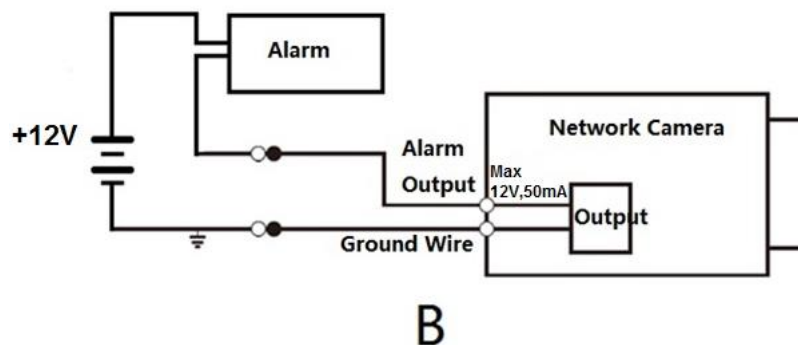 Alarm
+12V
Network Camera
Alarm
Output
Max
12V,50mA
Output
Ground Wire
B